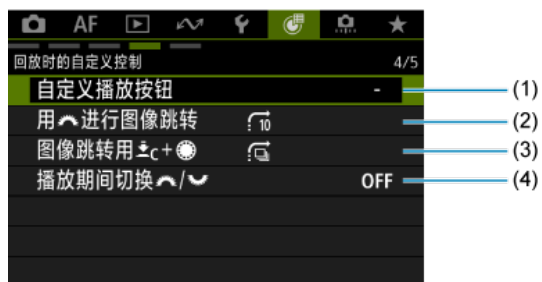 AF
回放时的自定义控制 4/5
自定义播放按钮 - (1)
用进行图像跳转 10 (2)
图像跳转用c+ (3)
播放期间切换/ OFF (4)